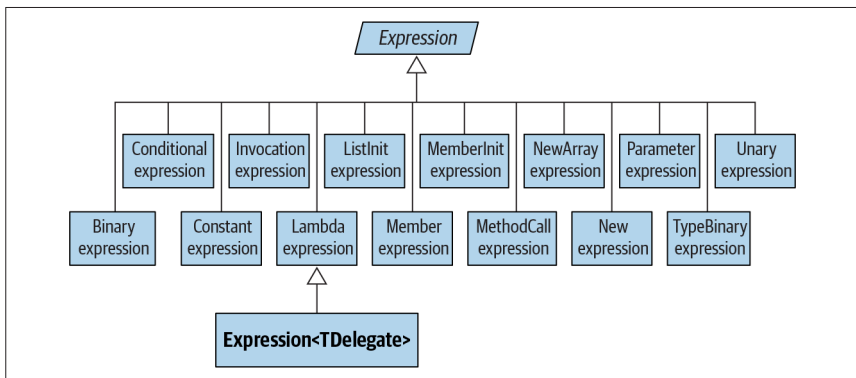 Expression
Conditional
expression
Invocation
expression
ListInit
expression
MemberInit
expression
NewArray
expression
Parameter
expression
Unary
expression
Binary
expression
Constant
expression
Lambda
expression
Member
expression
MethodCall
expression
New
expression
TypeBinary
expression
Expression<TDelegate>